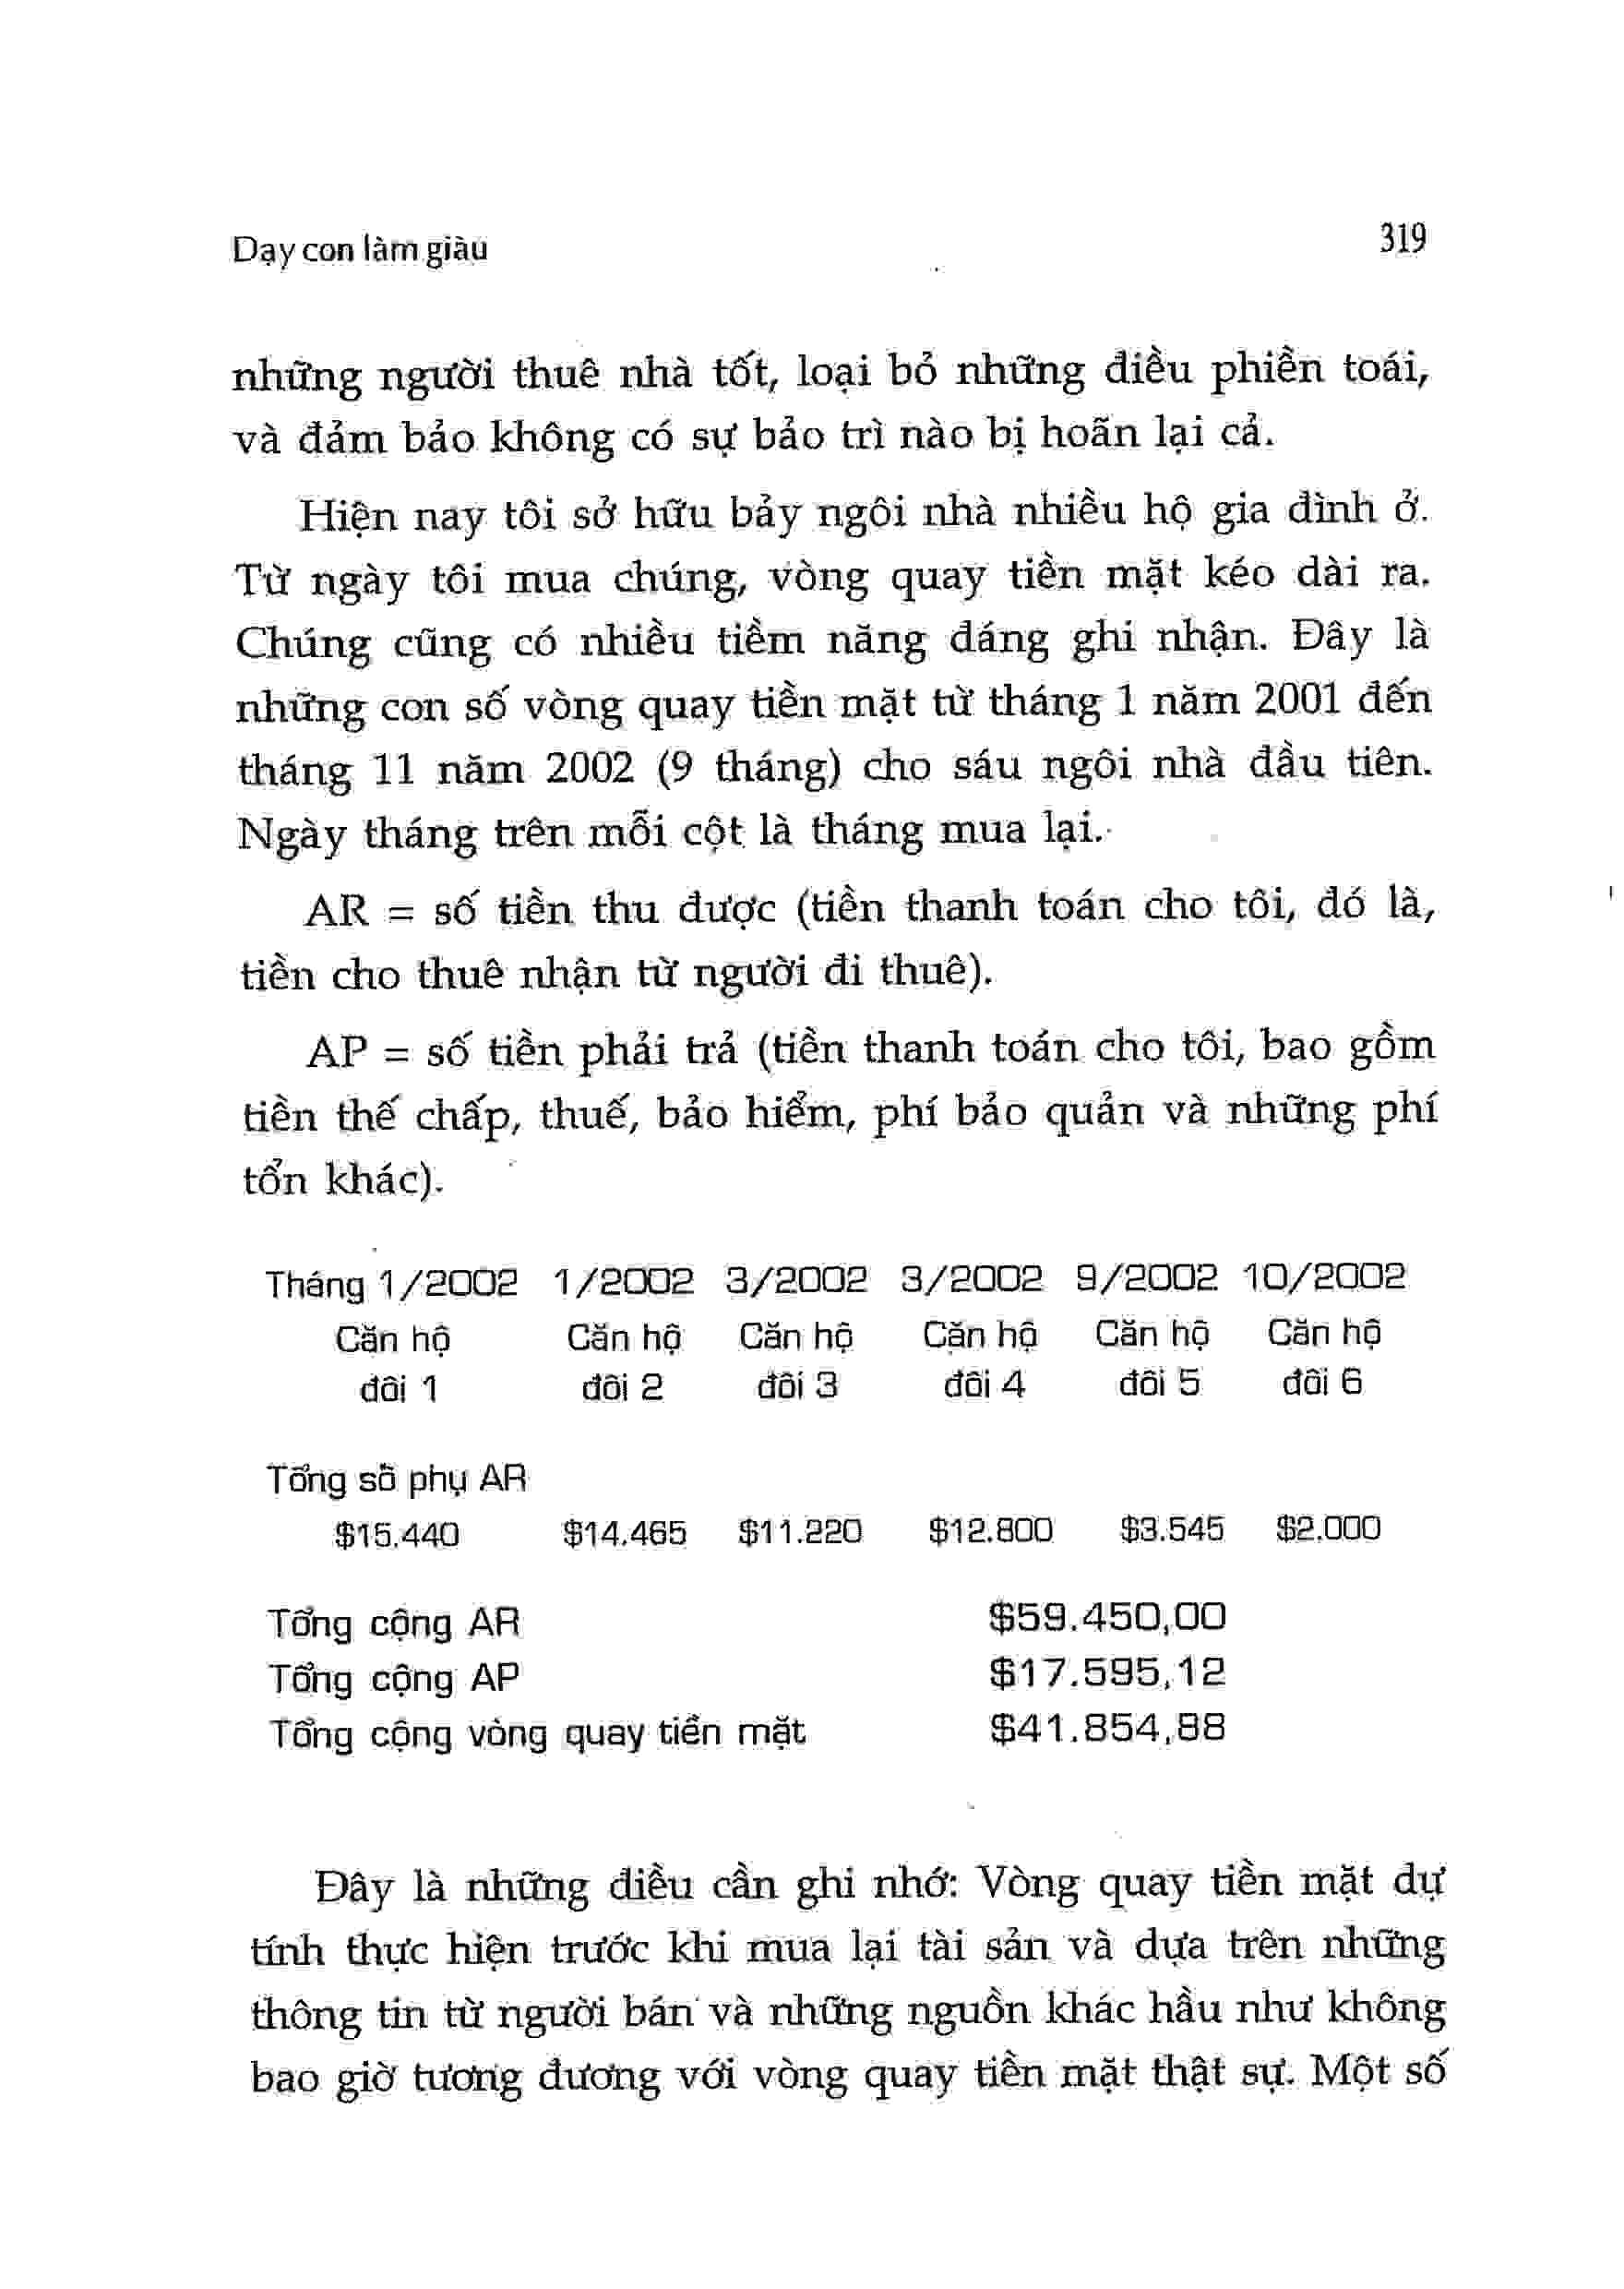 Dạy con làm giàu 319
những người thuê nhà tốt, loại bỏ những điều phiền toái,
và đảm bảo không có sự bảo trì nào bị hoãn lại cả.
Hiện nay tôi sở hữu bảy ngôi nhà nhiều hộ gia đình ở.
Từ ngày tôi mua chúng, vòng quay tiền mặt kéo dài ra.
Chúng cũng có nhiều tiềm năng đáng ghi nhận. Đây là
những con số vòng quay tiền mặt từ tháng 1 năm 2001 đến
tháng 11 năm 2002 (9 tháng) cho sáu ngôi nhà đầu tiên.
Ngày tháng trên mỗi cột là tháng mua lại.
AR = số tiền thu được (tiền thanh toán cho tôi, đó là,
tiền cho thuê nhận từ người đi thuê).
AP = số tiền phải trả (tiền thanh toán cho tôi, bao gồm
tiền thế chấp, thuế, bảo hiểm, phí bảo quản và những phí
tổn khác).
Tháng 1/2002 1/2002 3/2002 3/2002 9/2002 10/2002
Căn hộ Căn hộ Căn hộ Căn hộ Căn hộ Căn hộ
đôi 1 đôi 2 đôi 3 đôi 4 đôi 5 đôi 6
Tổng số phụ AR
$15.440 $14.465 $11.220 $12.800 $3.545 $2.000
Tổng cộng AR $59.450,00
Tổng cộng AP $17.595,12
Tổng cộng vòng quay tiền mặt $41.854,88
Đây là những điều cần ghi nhớ: Vòng quay tiền mặt dự
tính thực hiện trước khi mua lại tài sản và dựa trên những
thông tin từ người bán và những nguồn khác hầu như không
bao giờ tương đương với vòng quay tiền mặt thật sự. Một số